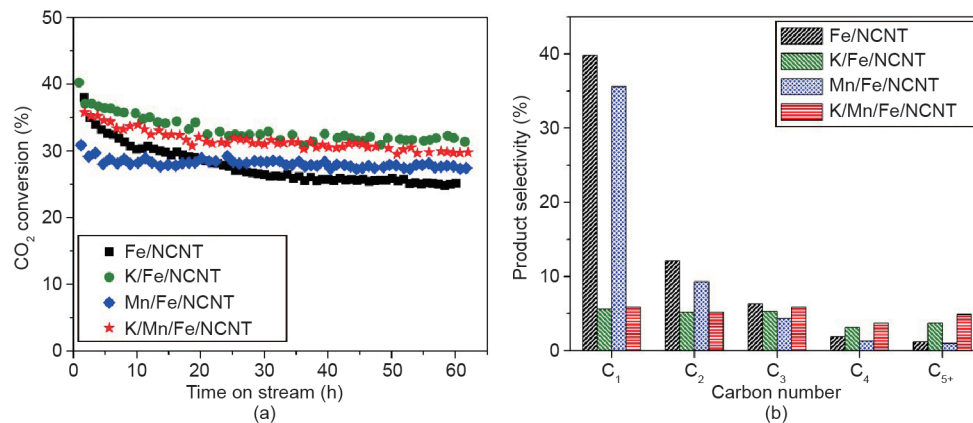 50
40
30
20
10
0
CO₂ conversion (%)
Fe/NCNT
K/Fe/NCNT
Mn/Fe/NCNT
K/Mn/Fe/NCNT
0 10 20 30 40 50 60
Time on stream (h)
(a)
40
30
20
10
0
Product selectivity (%)
Fe/NCNT
K/Fe/NCNT
Mn/Fe/NCNT
K/Mn/Fe/NCNT
C₁ C₂ C₃ C₄ C₅₊
Carbon number
(b)